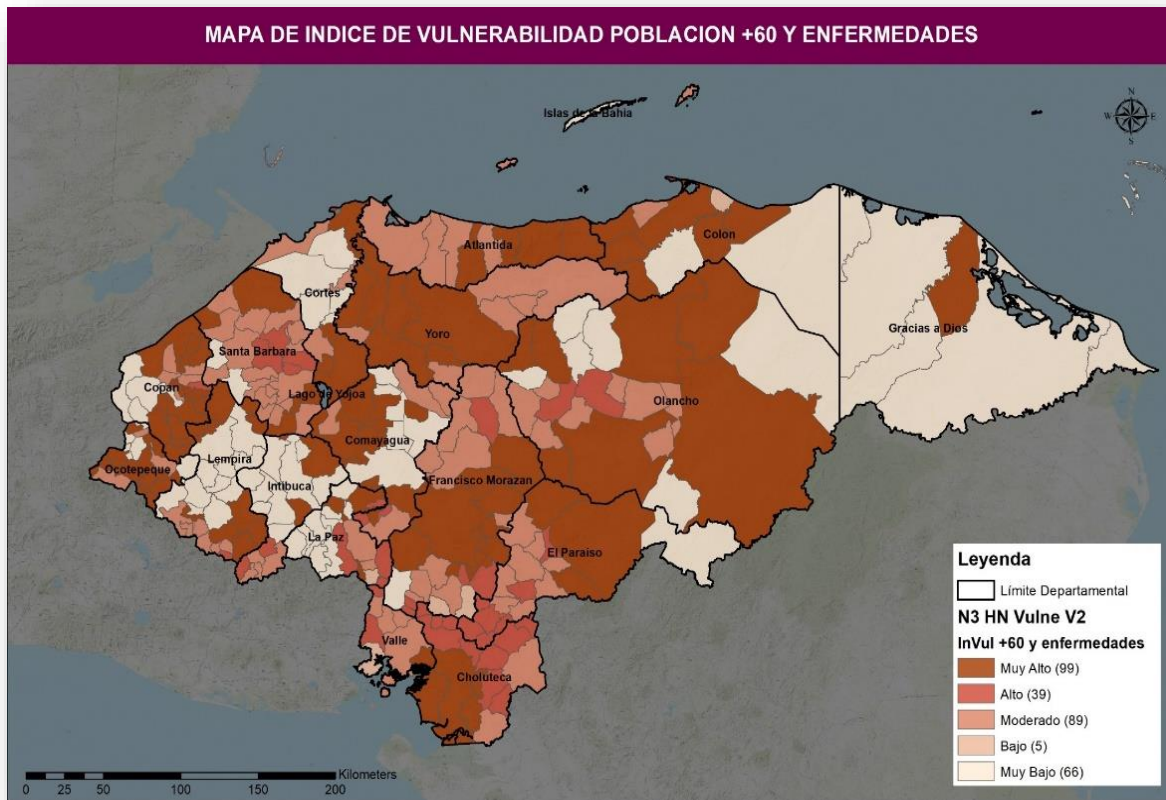 MAPA DE INDICE DE VULNERABILIDAD POBLACION +60 Y ENFERMEDADES
Islas de la Bahia
N
W E
S
Atlantida
Colon
Cortes
Yoro
Gracias a Dios
Santa Barbara
Copan
Lago de Yojoa
Olancho
Comayagua
Lempira
Ocotepeque
Intibuca
Francisco Morazan
La Paz
El Paraiso
Valle
Choluteca
Leyenda
Límite Departamental
N3 HN Vulne V2
InVul +60 y enfermedades
Muy Alto (99)
Alto (39)
Moderado (89)
Bajo (5)
Muy Bajo (66)
Kilometers
0 25 50 100 150 200